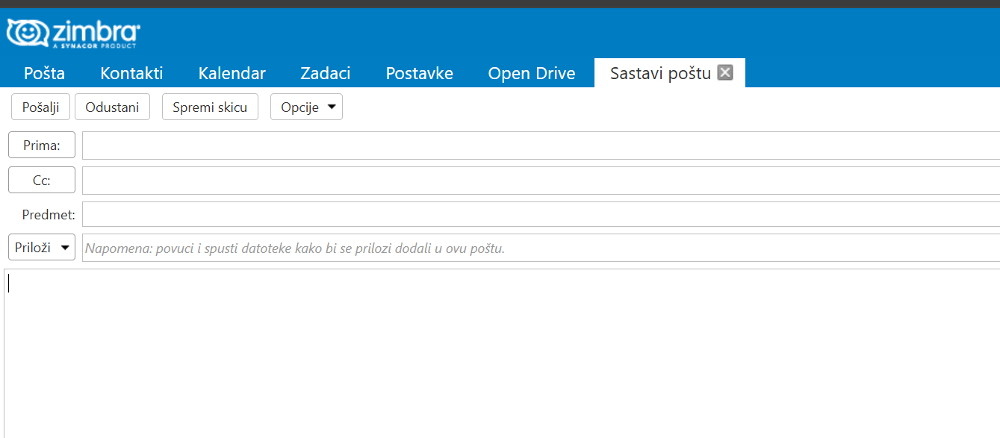 zimbra
A SYNACOR PRODUCT
Pošta Kontakti Kalendar Zadaci Postavke Open Drive Sastavi poštu
Pošalji Odustani Spremi skicu Opcije
Prima:
Cc:
Predmet:
Priloži Napomena: povuci i spusti datoteke kako bi se prilozi dodali u ovu poštu.